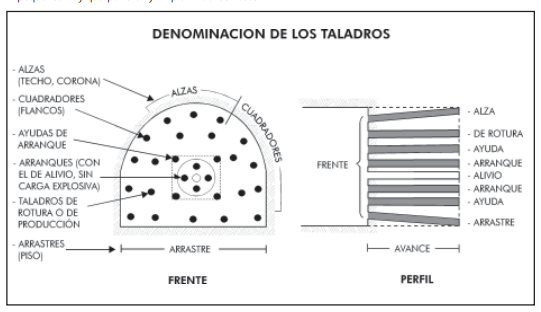 DENOMINACION DE LOS TALADROS
- ALZAS
(TECHO, CORONA)
- CUADRADORES
(FLANCOS)
- AYUDAS DE
ARRANQUE
- ARRANQUES (CON
EL DE ALIVIO, SIN
CARGA EXPLOSIVA)
- TALADROS DE
ROTURA O DE
PRODUCCIÓN
- ARRASTRES
(PISO)
ALZAS
CUADRADORES
ARRASTRE
FRENTE
FRENTE
- ALZA
- DE ROTURA
- AYUDA
- ARRANQUE
- ALIVIO
- ARRANQUE
- AYUDA
- ARRASTRE
AVANCE
PERFIL